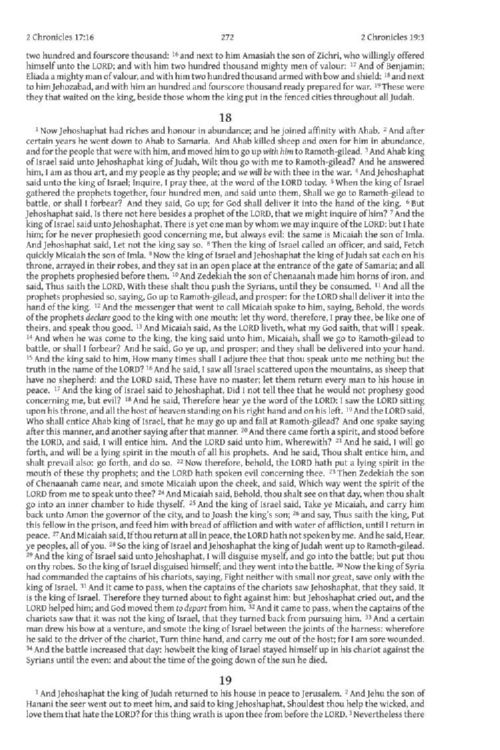 2 Chronicles 17:16 272 2 Chronicles 19:3
two hundred and fourscore thousand: 16 and next to him Amasiah the son of Zichri, who willingly offered
himself unto the LORD; and with him two hundred thousand mighty men of valour: 17 And of Benjamin;
Eliada a mighty man of valour, and with him two hundred thousand armed with bow and shield: 18 and next
to him Jehozabad, and with him an hundred and fourscore thousand ready prepared for war. 19 These were
they that waited on the king, beside those whom the king put in the fenced cities throughout all Judah.
18
1 Now Jehoshaphat had riches and honour in abundance; and he joined affinity with Ahab. 2 And after
certain years he went down to Ahab to Samaria. And Ahab killed sheep and oxen for him in abundance,
and for the people that were with him, and moved him to go up with him to Ramoth-gilead. 3 And Ahab king
of Israel said unto Jehoshaphat king of Judah, Wilt thou go with me to Ramoth-gilead? And he answered
him, I am as thou art, and my people as thy people; and we will be with thee in the war. 4 And Jehoshaphat
said unto the king of Israel; Inquire, I pray thee, at the word of the LORD today. 5 When the king of Israel
gathered the prophets together, four hundred men, and said unto them, Shall we go to Ramoth-gilead to
battle, or shall I forbear? And they said, Go up; for God shall deliver it into the hand of the king. 6 But
Jehoshaphat said, Is there not here besides a prophet of the LORD, that we might inquire of him? 7 And the
king of Israel said unto Jehoshaphat. There is yet one man by whom we may inquire of the LORD: but I hate
him; for he never prophesieth good concerning me, but always evil: the same is Micaiah the son of Imla.
And Jehoshaphat said, Let not the king say so. 8 Then the king of Israel called an officer, and said, Fetch
quickly Micaiah the son of Imla. 9 Now the king of Israel and Jehoshaphat the king of Judah sat each on his
throne, arrayed in their robes, and they sat in an open place at the entrance of the gate of Samaria; and all
the prophets prophesied before them. 10 And Zedekiah the son of Chenaanah made him horns of iron, and
said, Thus saith the LORD, With these shalt thou push the Syrians, until they be consumed. 11 And all the
prophets prophesied so, saying, Go up to Ramoth-gilead, and prosper: for the LORD shall deliver it into the
hand of the king. 12 And the messenger that went to call Micaiah spake to him, saying, Behold, the words
of the prophets declare good to the king with one mouth; let thy word, therefore, I pray thee, be like one of
theirs, and speak thou good. 13 And Micaiah said, As the LORD liveth, what my God saith, that will I speak.
14 And when he was come to the king, the king said unto him, Micaiah, shall we go to Ramoth-gilead to
battle, or shall I forbear? And he said, Go ye up, and prosper; and they shall be delivered into your hand.
15 And the king said to him, How many times shall I adjure thee that thou speak unto me nothing but the
truth in the name of the LORD? 16 And he said, I saw all Israel scattered upon the mountains, as sheep that
have no shepherd: and the LORD said, These have no master; let them return every man to his house in
peace. 17 And the king of Israel said to Jehoshaphat, Did I not tell thee that he would not prophesy good
concerning me, but evil? 18 And he said, Therefore hear ye the word of the LORD: I saw the LORD sitting
upon his throne, and all the host of heaven standing on his right hand and on his left. 19 And the LORD said,
Who shall entice Ahab king of Israel, that he may go up and fall at Ramoth-gilead? And one spake saying
after this manner, and another saying after that manner. 20 And there came forth a spirit, and stood before
the LORD, and said, I will entice him. And the LORD said unto him, Wherewith? 21 And he said, I will go
forth, and will be a lying spirit in the mouth of all his prophets. And he said, Thou shalt entice him, and
shalt prevail also: go forth, and do so. 22 Now therefore, behold, the LORD hath put a lying spirit in the
mouth of these thy prophets; and the LORD hath spoken evil concerning thee. 23 Then Zedekiah the son
of Chenaanah came near, and smote Micaiah upon the cheek, and said, Which way went the spirit of the
LORD from me to speak unto thee? 24 And Micaiah said, Behold, thou shalt see on that day, when thou shalt
go into an inner chamber to hide thyself. 25 And the king of Israel said, Take ye Micaiah, and carry him
back unto Amon the governor of the city, and to Joash the king's son; 26 and say, Thus saith the king, Put
this fellow in the prison, and feed him with bread of affliction and with water of affliction, until I return in
peace. 27 And Micaiah said, If thou return at all in peace, the LORD hath not spoken by me. And he said, Hear,
ye peoples, all of you. 28 So the king of Israel and Jehoshaphat the king of Judah went up to Ramoth-gilead.
29 And the king of Israel said unto Jehoshaphat, I will disguise myself, and go into the battle; but put thou
on thy robes. So the king of Israel disguised himself; and they went into the battle. 30 Now the king of Syria
had commanded the captains of his chariots, saying, Fight neither with small nor great, save only with the
king of Israel. 31 And it came to pass, when the captains of the chariots saw Jehoshaphat, that they said, It
is the king of Israel. Therefore they turned about to fight against him: but Jehoshaphat cried out, and the
LORD helped him; and God moved them to depart from him. 32 And it came to pass, when the captains of the
chariots saw that it was not the king of Israel, that they turned back from pursuing him. 33 And a certain
man drew his bow at a venture, and smote the king of Israel between the joints of the harness: wherefore
he said to the driver of the chariot, Turn thine hand, and carry me out of the host; for I am sore wounded.
34 And the battle increased that day: howbeit the king of Israel stayed himself up in his chariot against the
Syrians until the even: and about the time of the going down of the sun he died.
19
1 And Jehoshaphat the king of Judah returned to his house in peace to Jerusalem. 2 And Jehu the son of
Hanani the seer went out to meet him, and said to king Jehoshaphat, Shouldest thou help the wicked, and
love them that hate the LORD? for this thing wrath is upon thee from before the LORD. 3 Nevertheless there